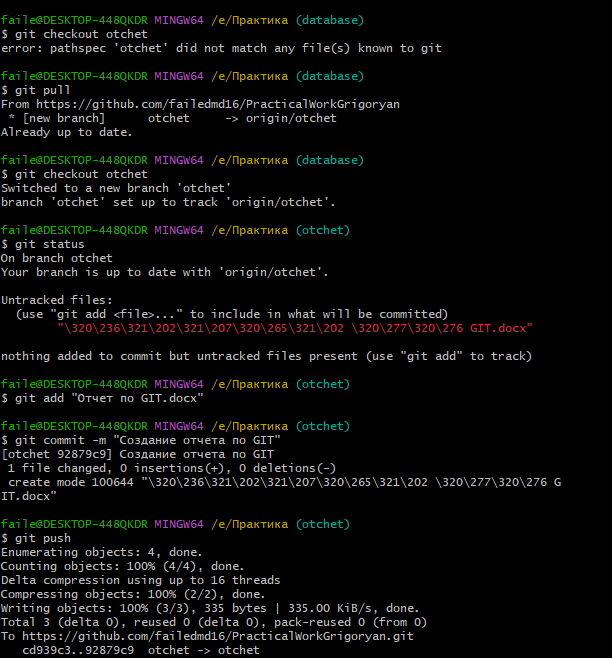 faile@DESKTOP-448QKDR MINGW64 /e/Практика (database)
$ git checkout otchet
error: pathspec 'otchet' did not match any file(s) known to git
faile@DESKTOP-448QKDR MINGW64 /e/Практика (database)
$ git pull
From https://github.com/failedmd16/PracticalWorkGrigoryan
 * [new branch]      otchet     -> origin/otchet
Already up to date.
faile@DESKTOP-448QKDR MINGW64 /e/Практика (database)
$ git checkout otchet
Switched to a new branch 'otchet'
branch 'otchet' set up to track 'origin/otchet'.
faile@DESKTOP-448QKDR MINGW64 /e/Практика (otchet)
$ git status
On branch otchet
Your branch is up to date with 'origin/otchet'.
Untracked files:
  (use "git add <file>..." to include in what will be committed)
        "\320\236\321\202\321\207\320\265\321\202 \320\277\320\276 GIT.docx"
nothing added to commit but untracked files present (use "git add" to track)
faile@DESKTOP-448QKDR MINGW64 /e/Практика (otchet)
$ git add "Отчет по GIT.docx"
faile@DESKTOP-448QKDR MINGW64 /e/Практика (otchet)
$ git commit -m "Создание отчета по GIT"
[otchet 92879c9] Создание отчета по GIT
 1 file changed, 0 insertions(+), 0 deletions(-)
 create mode 100644 "\320\236\321\202\321\207\320\265\321\202 \320\277\320\276 G
IT.docx"
faile@DESKTOP-448QKDR MINGW64 /e/Практика (otchet)
$ git push
Enumerating objects: 4, done.
Counting objects: 100% (4/4), done.
Delta compression using up to 16 threads
Compressing objects: 100% (2/2), done.
Writing objects: 100% (3/3), 335 bytes | 335.00 KiB/s, done.
Total 3 (delta 0), reused 0 (delta 0), pack-reused 0 (from 0)
To https://github.com/failedmd16/PracticalWorkGrigoryan.git
   cd939c3..92879c9  otchet -> otchet